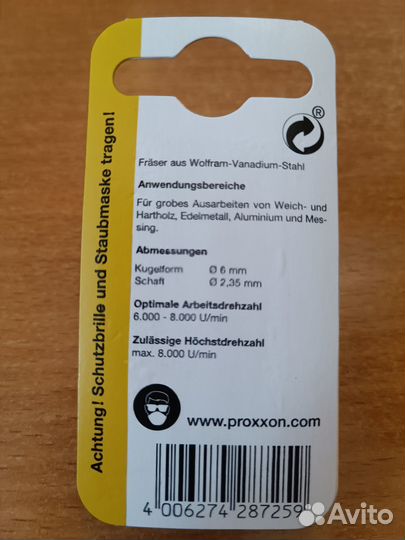 Achtung! Schutzbrille und Staubmaske tragen!
®
Fräser aus Wolfram-Vanadium-Stahl
Anwendungsbereiche
Für grobes Ausarbeiten von Weich- und
Hartholz, Edelmetall, Aluminium und Mes-
sing.
Abmessungen
Kugelform Ø 6 mm
Schaft Ø 2,35 mm
Optimale Arbeitsdrehzahl
6.000 - 8.000 U/min
Zulässige Höchstdrehzahl
max. 8.000 U/min
www.proxxon.com
4 006274 287259
Avito